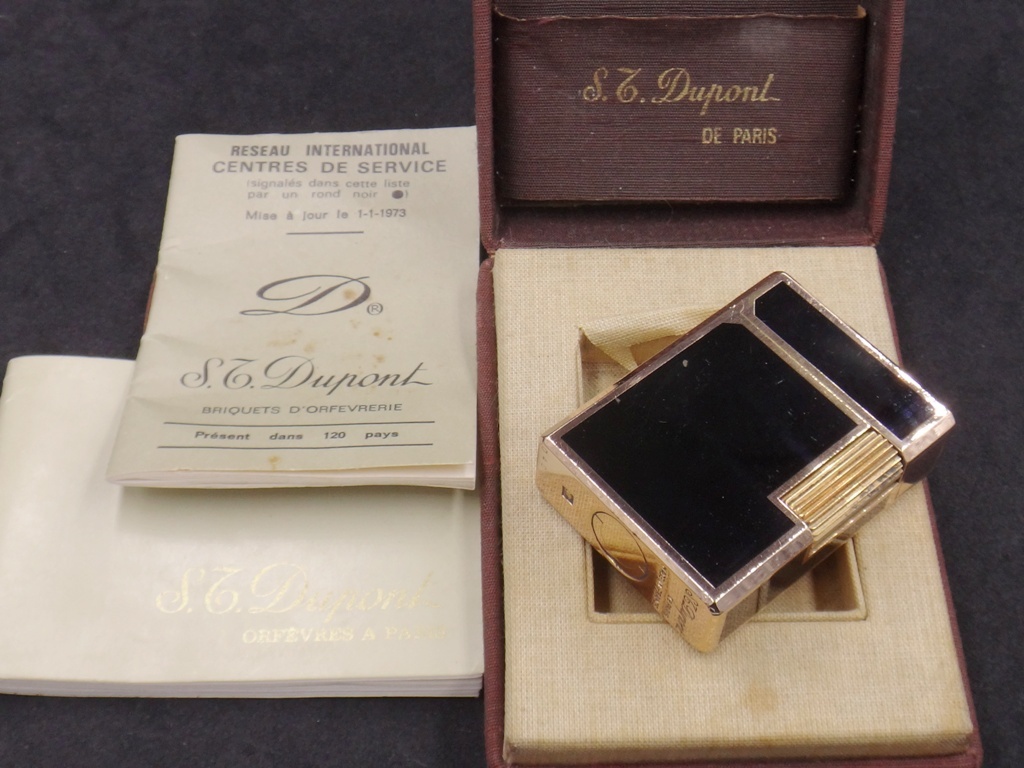 RESEAU INTERNATIONAL
CENTRES DE SERVICE
(signalés dans cette liste
par un rond noir ●)
Mise à jour le 1-1-1973
D®
S.T. Dupont
BRIQUETS D'ORFEVRERIE
Présent dans 120 pays
S.T. Dupont
ORFÈVRES A PARIS
S.T. Dupont
DE PARIS